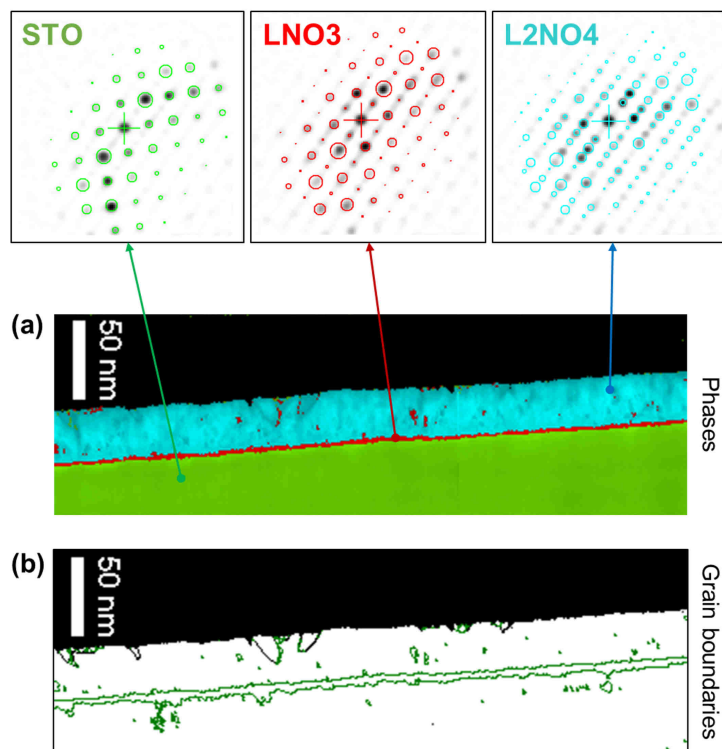 STO
LNO3
L2NO4
(a)
50 nm
Phases
(b)
50 nm
Grain boundaries